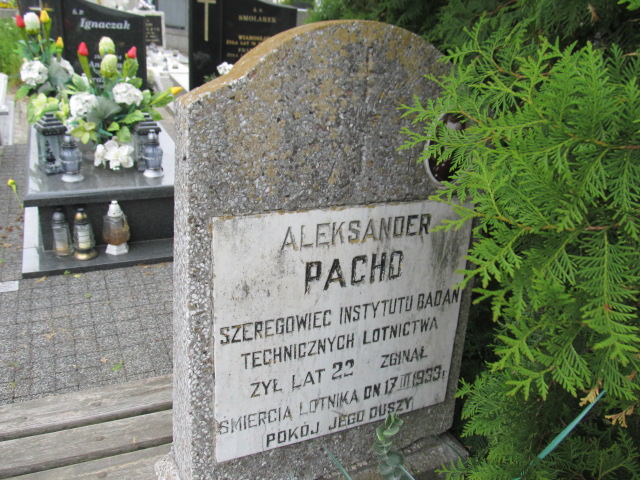 Ś.P.
Ignaczak
SMOLAREK
ALEKSANDER
PACHO
SZEREGOWIEC INSTYTUTU BADAŃ
TECHNICZNYCH LOTNICTWA
ŻYŁ LAT 22 ZGINĄŁ
ŚMIERCIĄ LOTNIKA DN 17 III 1933 r.
POKÓJ JEGO DUSZY